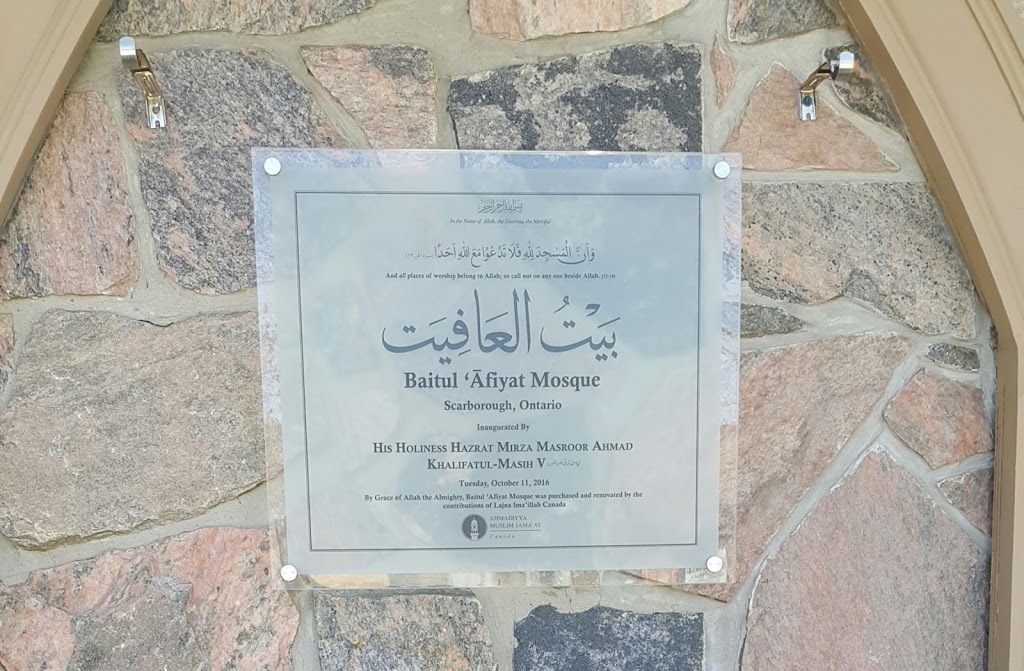 بسم الله الرحمن الرحيم
In the Name of Allah, the Gracious, the Merciful
وَاَنَّ الْمَسٰجِدَ لِلّٰهِ فَلَا تَدْعُوْا مَعَ اللّٰهِ اَحَدًا
And all places of worship belong to Allah; so call not on any one beside Allah. (72:19)
بَيْتُ العَافِيَت
Baitul ‘Āfiyat Mosque
Scarborough, Ontario
Inaugurated By
HIS HOLINESS HAZRAT MIRZA MASROOR AHMAD
KHALIFATUL-MASIH V
Tuesday, October 11, 2016
By Grace of Allah the Almighty, Baitul ‘Afiyat Mosque was purchased and renovated by the
contributions of Lajna Ima’illah Canada
AHMADIYYA
MUSLIM JAMA‘AT
Canada